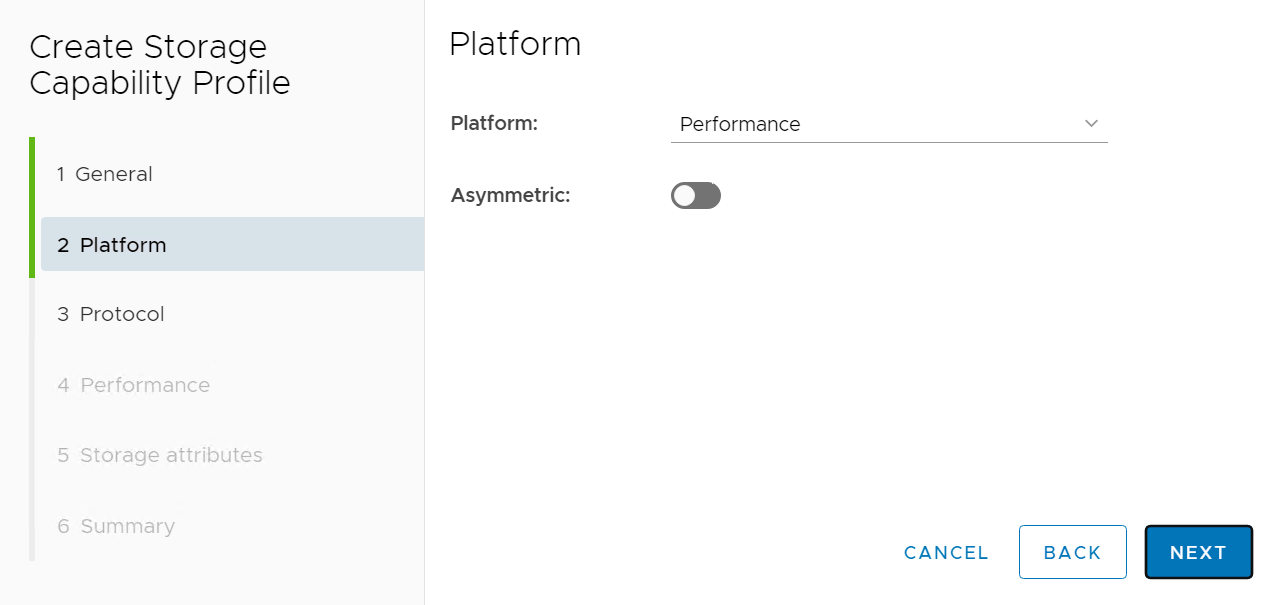 Create Storage
Capability Profile
1 General
2 Platform
3 Protocol
4 Performance
5 Storage attributes
6 Summary
Platform
Platform: Performance
Asymmetric:
CANCEL BACK NEXT